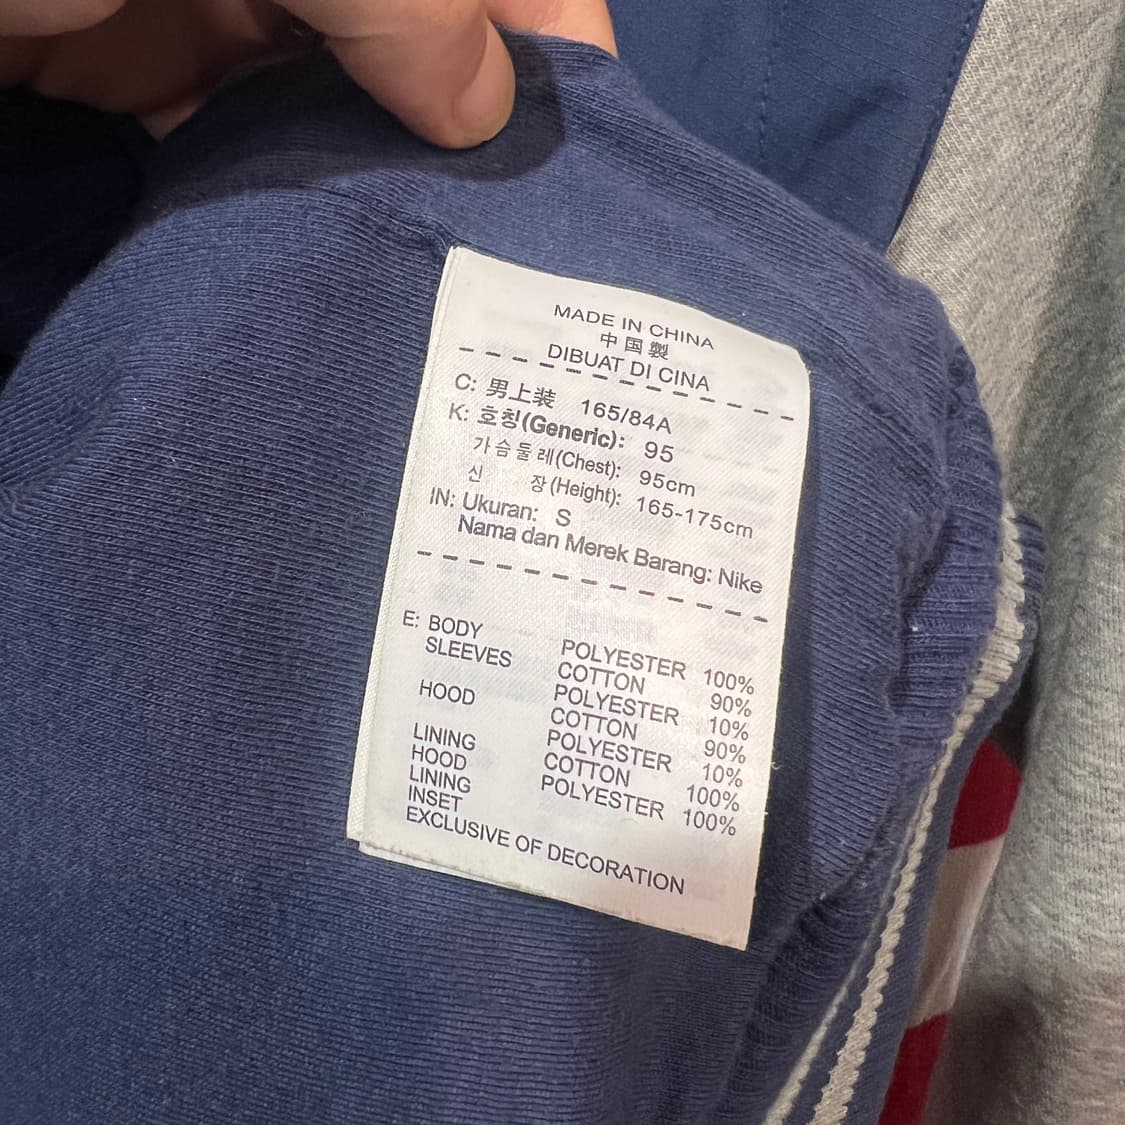 MADE IN CHINA
中国製
DIBUAT DI CINA
C: 男上装 165/84A
K: 호칭(Generic): 95
가슴둘레(Chest): 95cm
신 장(Height): 165-175cm
IN: Ukuran: S
Nama dan Merek Barang: Nike
E: BODY POLYESTER 100%
SLEEVES COTTON 90%
POLYESTER 10%
HOOD COTTON 90%
POLYESTER 10%
LINING COTTON 100%
HOOD
LINING POLYESTER 100%
INSET
EXCLUSIVE OF DECORATION